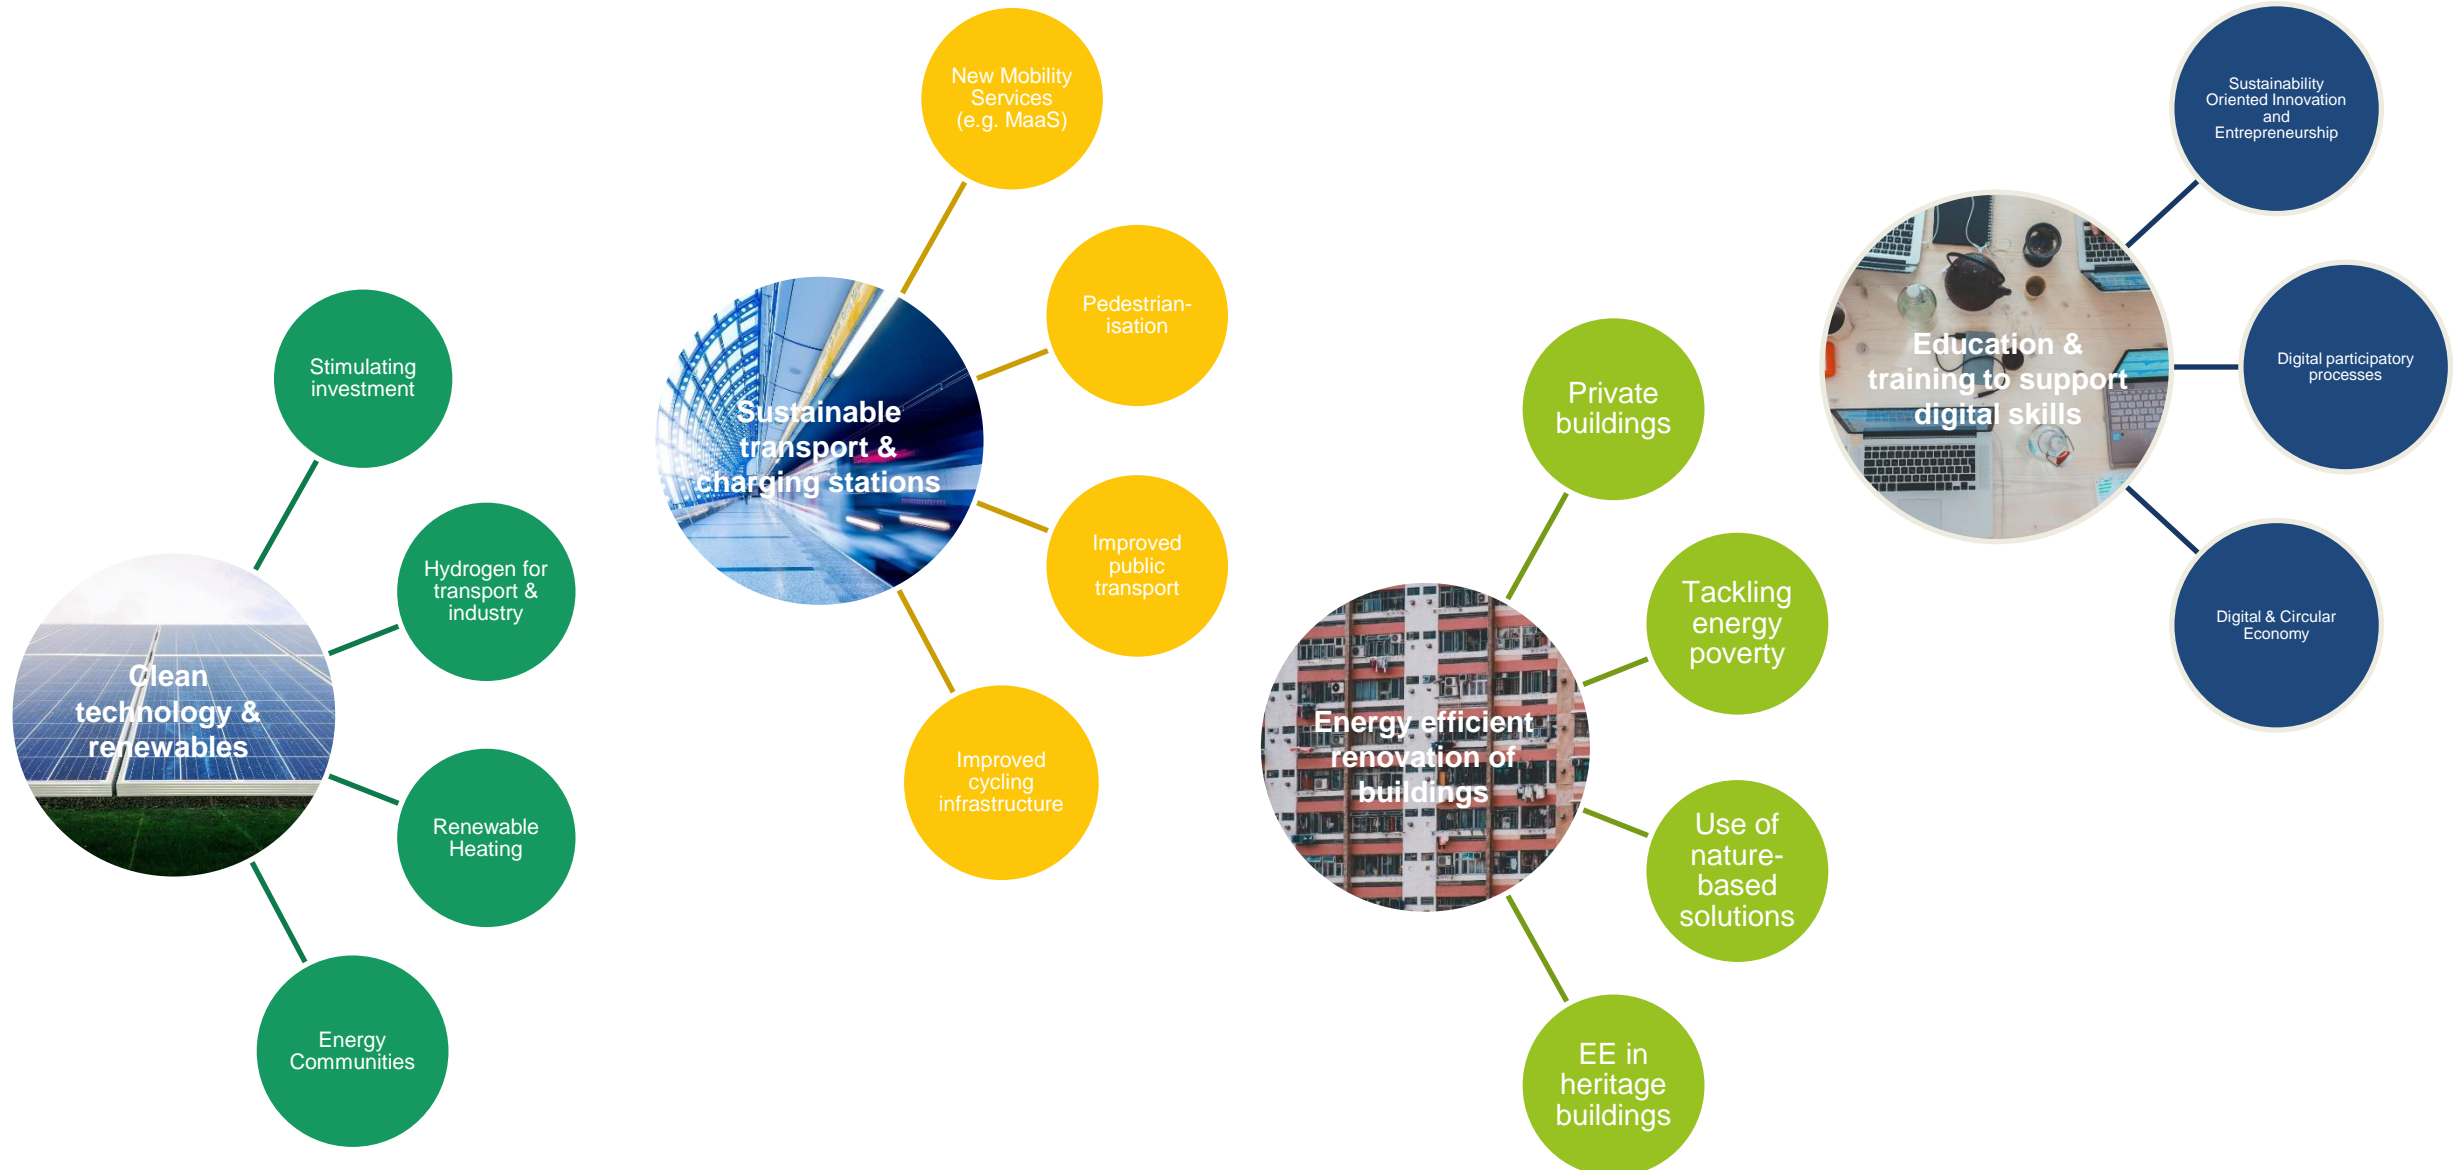 Clean
technology &
renewables
Stimulating
investment
Hydrogen for
transport &
industry
Renewable
Heating
Energy
Communities
Sustainable
transport &
charging stations
New Mobility
Services
(e.g. MaaS)
Pedestrian-
isation
Improved
public
transport
Improved
cycling
infrastructure
Energy efficient
renovation of
buildings
Private
buildings
Tackling
energy
poverty
Use of
nature-
based
solutions
EE in
heritage
buildings
Education &
training to support
digital skills
Sustainability
Oriented Innovation
and
Entrepreneurship
Digital participatory
processes
Digital & Circular
Economy